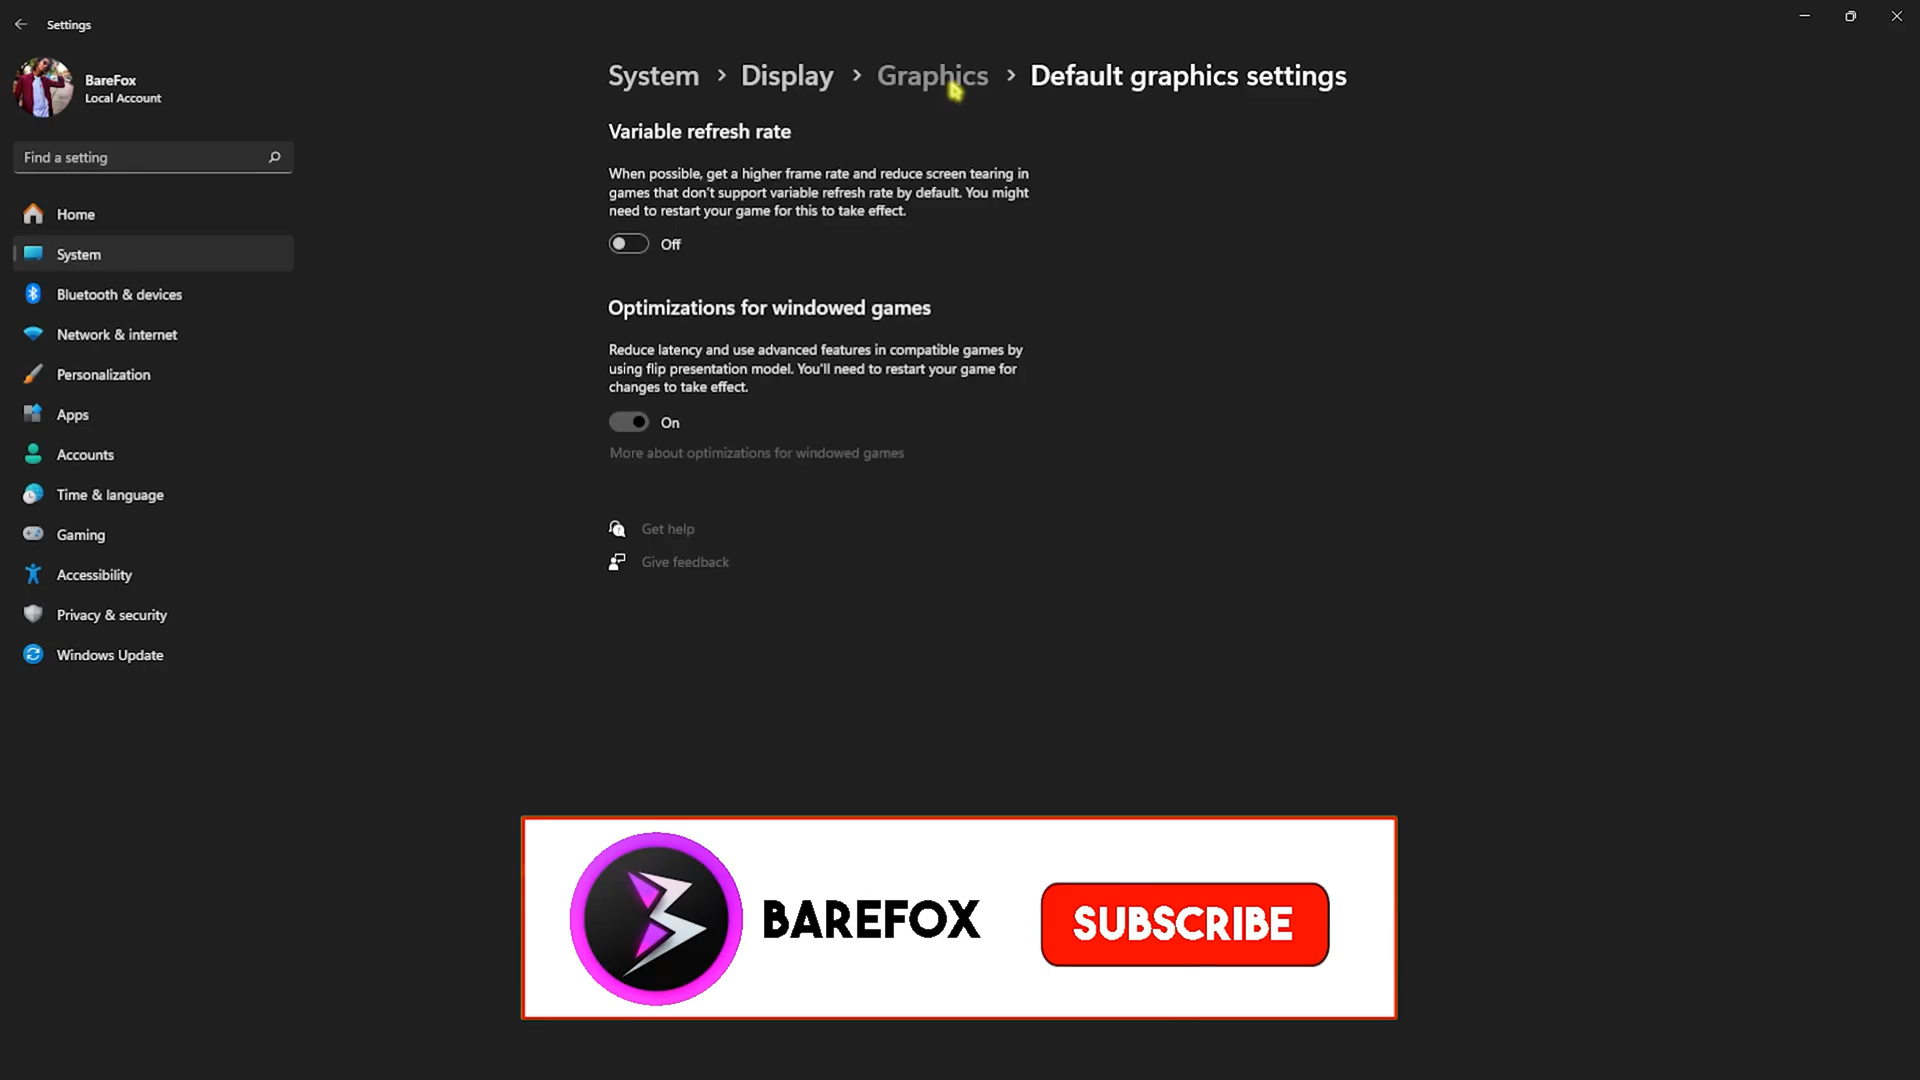 Settings
BareFox
Local Account
Find a setting
Home
System
Bluetooth & devices
Network & internet
Personalization
Apps
Accounts
Time & language
Gaming
Accessibility
Privacy & security
Windows Update
System > Display > Graphics > Default graphics settings
Variable refresh rate
When possible, get a higher frame rate and reduce screen tearing in
games that don't support variable refresh rate by default. You might
need to restart your game for this to take effect.
Off
Optimizations for windowed games
Reduce latency and use advanced features in compatible games by
using flip presentation model. You'll need to restart your game for
changes to take effect.
On
More about optimizations for windowed games
Get help
Give feedback
BAREFOX
SUBSCRIBE